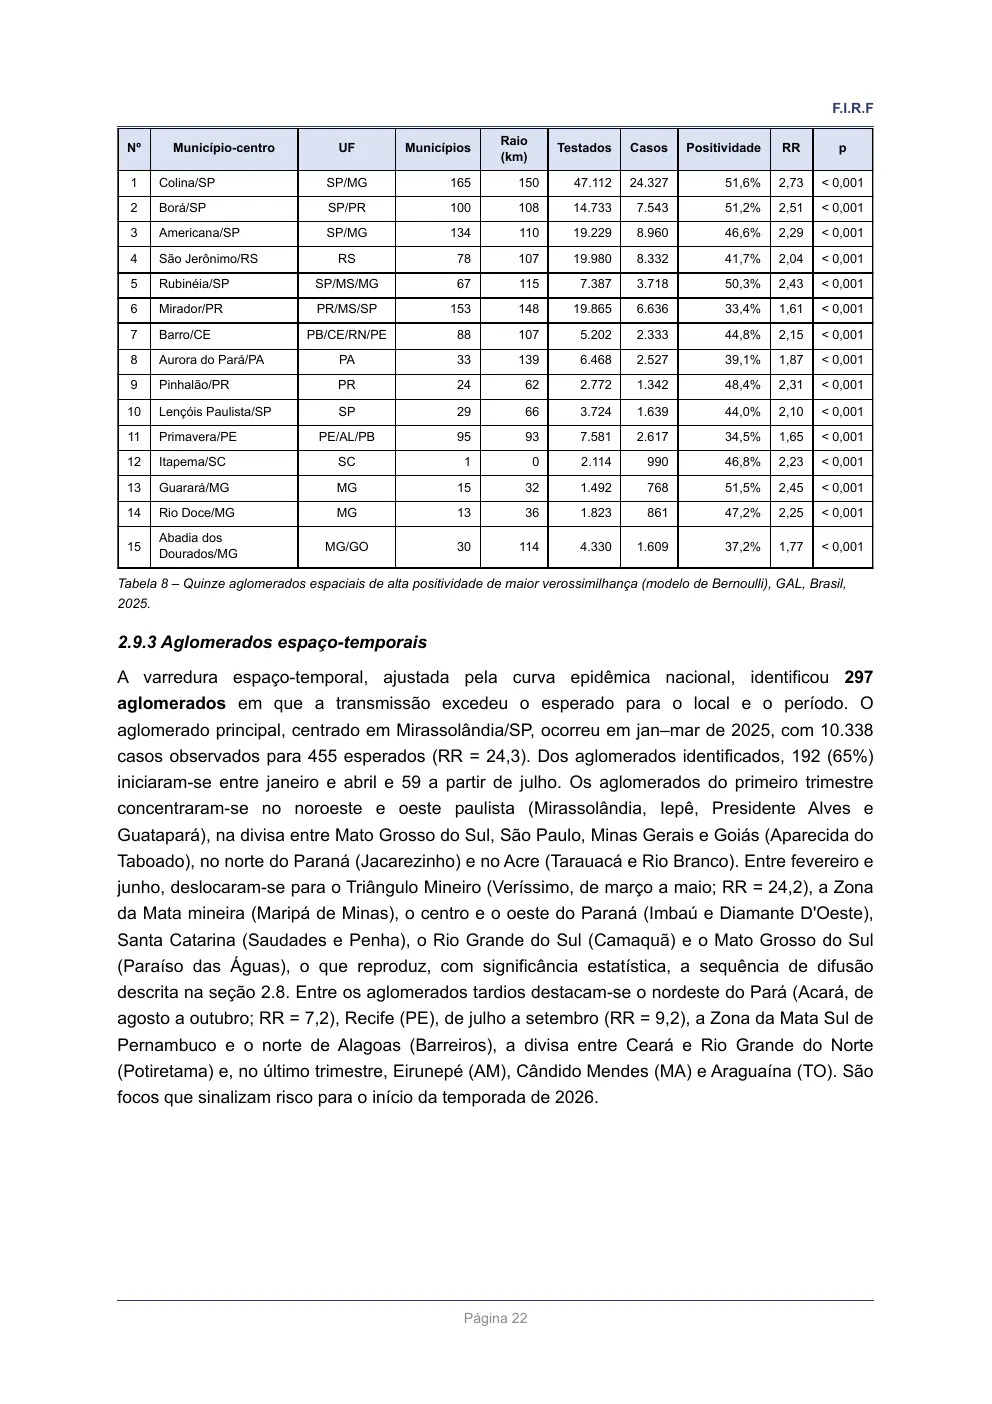 F.I.R.F
Nº Município-centro UF Municípios Raio (km) Testados Casos Positividade RR p
1 Colina/SP SP/MG 165 150 47.112 24.327 51,6% 2,73 < 0,001
2 Borá/SP SP/PR 100 108 14.733 7.543 51,2% 2,51 < 0,001
3 Americana/SP SP/MG 134 110 19.229 8.960 46,6% 2,29 < 0,001
4 São Jerônimo/RS RS 78 107 19.980 8.332 41,7% 2,04 < 0,001
5 Rubinéia/SP SP/MS/MG 67 115 7.387 3.718 50,3% 2,43 < 0,001
6 Mirador/PR PR/MS/SP 153 148 19.865 6.636 33,4% 1,61 < 0,001
7 Barro/CE PB/CE/RN/PE 88 107 5.202 2.333 44,8% 2,15 < 0,001
8 Aurora do Pará/PA PA 33 139 6.468 2.527 39,1% 1,87 < 0,001
9 Pinhalão/PR PR 24 62 2.772 1.342 48,4% 2,31 < 0,001
10 Lençóis Paulista/SP SP 29 66 3.724 1.639 44,0% 2,10 < 0,001
11 Primavera/PE PE/AL/PB 95 93 7.581 2.617 34,5% 1,65 < 0,001
12 Itapema/SC SC 1 0 2.114 990 46,8% 2,23 < 0,001
13 Guarará/MG MG 15 32 1.492 768 51,5% 2,45 < 0,001
14 Rio Doce/MG MG 13 36 1.823 861 47,2% 2,25 < 0,001
15 Abadia dos Dourados/MG MG/GO 30 114 4.330 1.609 37,2% 1,77 < 0,001
Tabela 8 – Quinze aglomerados espaciais de alta positividade de maior verossimilhança (modelo de Bernoulli), GAL, Brasil,
2025.
2.9.3 Aglomerados espaço-temporais
A varredura espaço-temporal, ajustada pela curva epidêmica nacional, identificou 297
aglomerados em que a transmissão excedeu o esperado para o local e o período. O
aglomerado principal, centrado em Mirassolândia/SP, ocorreu em jan–mar de 2025, com 10.338
casos observados para 455 esperados (RR = 24,3). Dos aglomerados identificados, 192 (65%)
iniciaram-se entre janeiro e abril e 59 a partir de julho. Os aglomerados do primeiro trimestre
concentraram-se no noroeste e oeste paulista (Mirassolândia, Iepê, Presidente Alves e
Guatapará), na divisa entre Mato Grosso do Sul, São Paulo, Minas Gerais e Goiás (Aparecida do
Taboado), no norte do Paraná (Jacarezinho) e no Acre (Tarauacá e Rio Branco). Entre fevereiro e
junho, deslocaram-se para o Triângulo Mineiro (Veríssimo, de março a maio; RR = 24,2), a Zona
da Mata mineira (Maripá de Minas), o centro e o oeste do Paraná (Imbaú e Diamante D'Oeste),
Santa Catarina (Saudades e Penha), o Rio Grande do Sul (Camaquã) e o Mato Grosso do Sul
(Paraíso das Águas), o que reproduz, com significância estatística, a sequência de difusão
descrita na seção 2.8. Entre os aglomerados tardios destacam-se o nordeste do Pará (Acará, de
agosto a outubro; RR = 7,2), Recife (PE), de julho a setembro (RR = 9,2), a Zona da Mata Sul de
Pernambuco e o norte de Alagoas (Barreiros), a divisa entre Ceará e Rio Grande do Norte
(Potiretama) e, no último trimestre, Eirunepé (AM), Cândido Mendes (MA) e Araguaína (TO). São
focos que sinalizam risco para o início da temporada de 2026.
Página 22